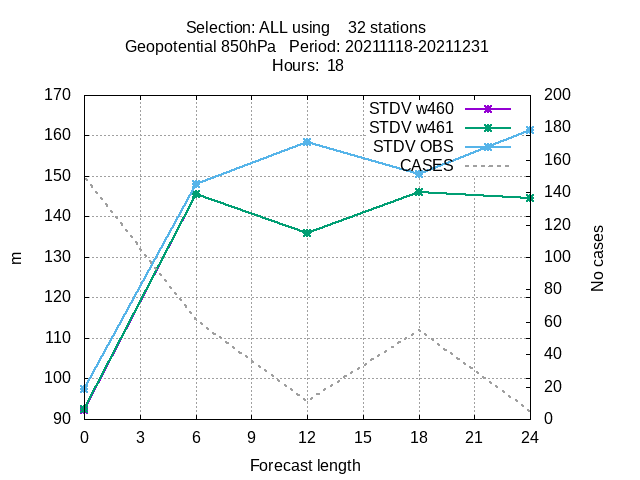 Selection: ALL using    32 stations
Geopotential 850hPa   Period: 20211118-20211231
Hours:  18
170 200
160 180
150 160
140 140
130 120
120 100
110 80
100 60
90 40
20
0
STDV w460
STDV w461
STDV OBS
CASES
m
No cases
0 3 6 9 12 15 18 21 24
Forecast length